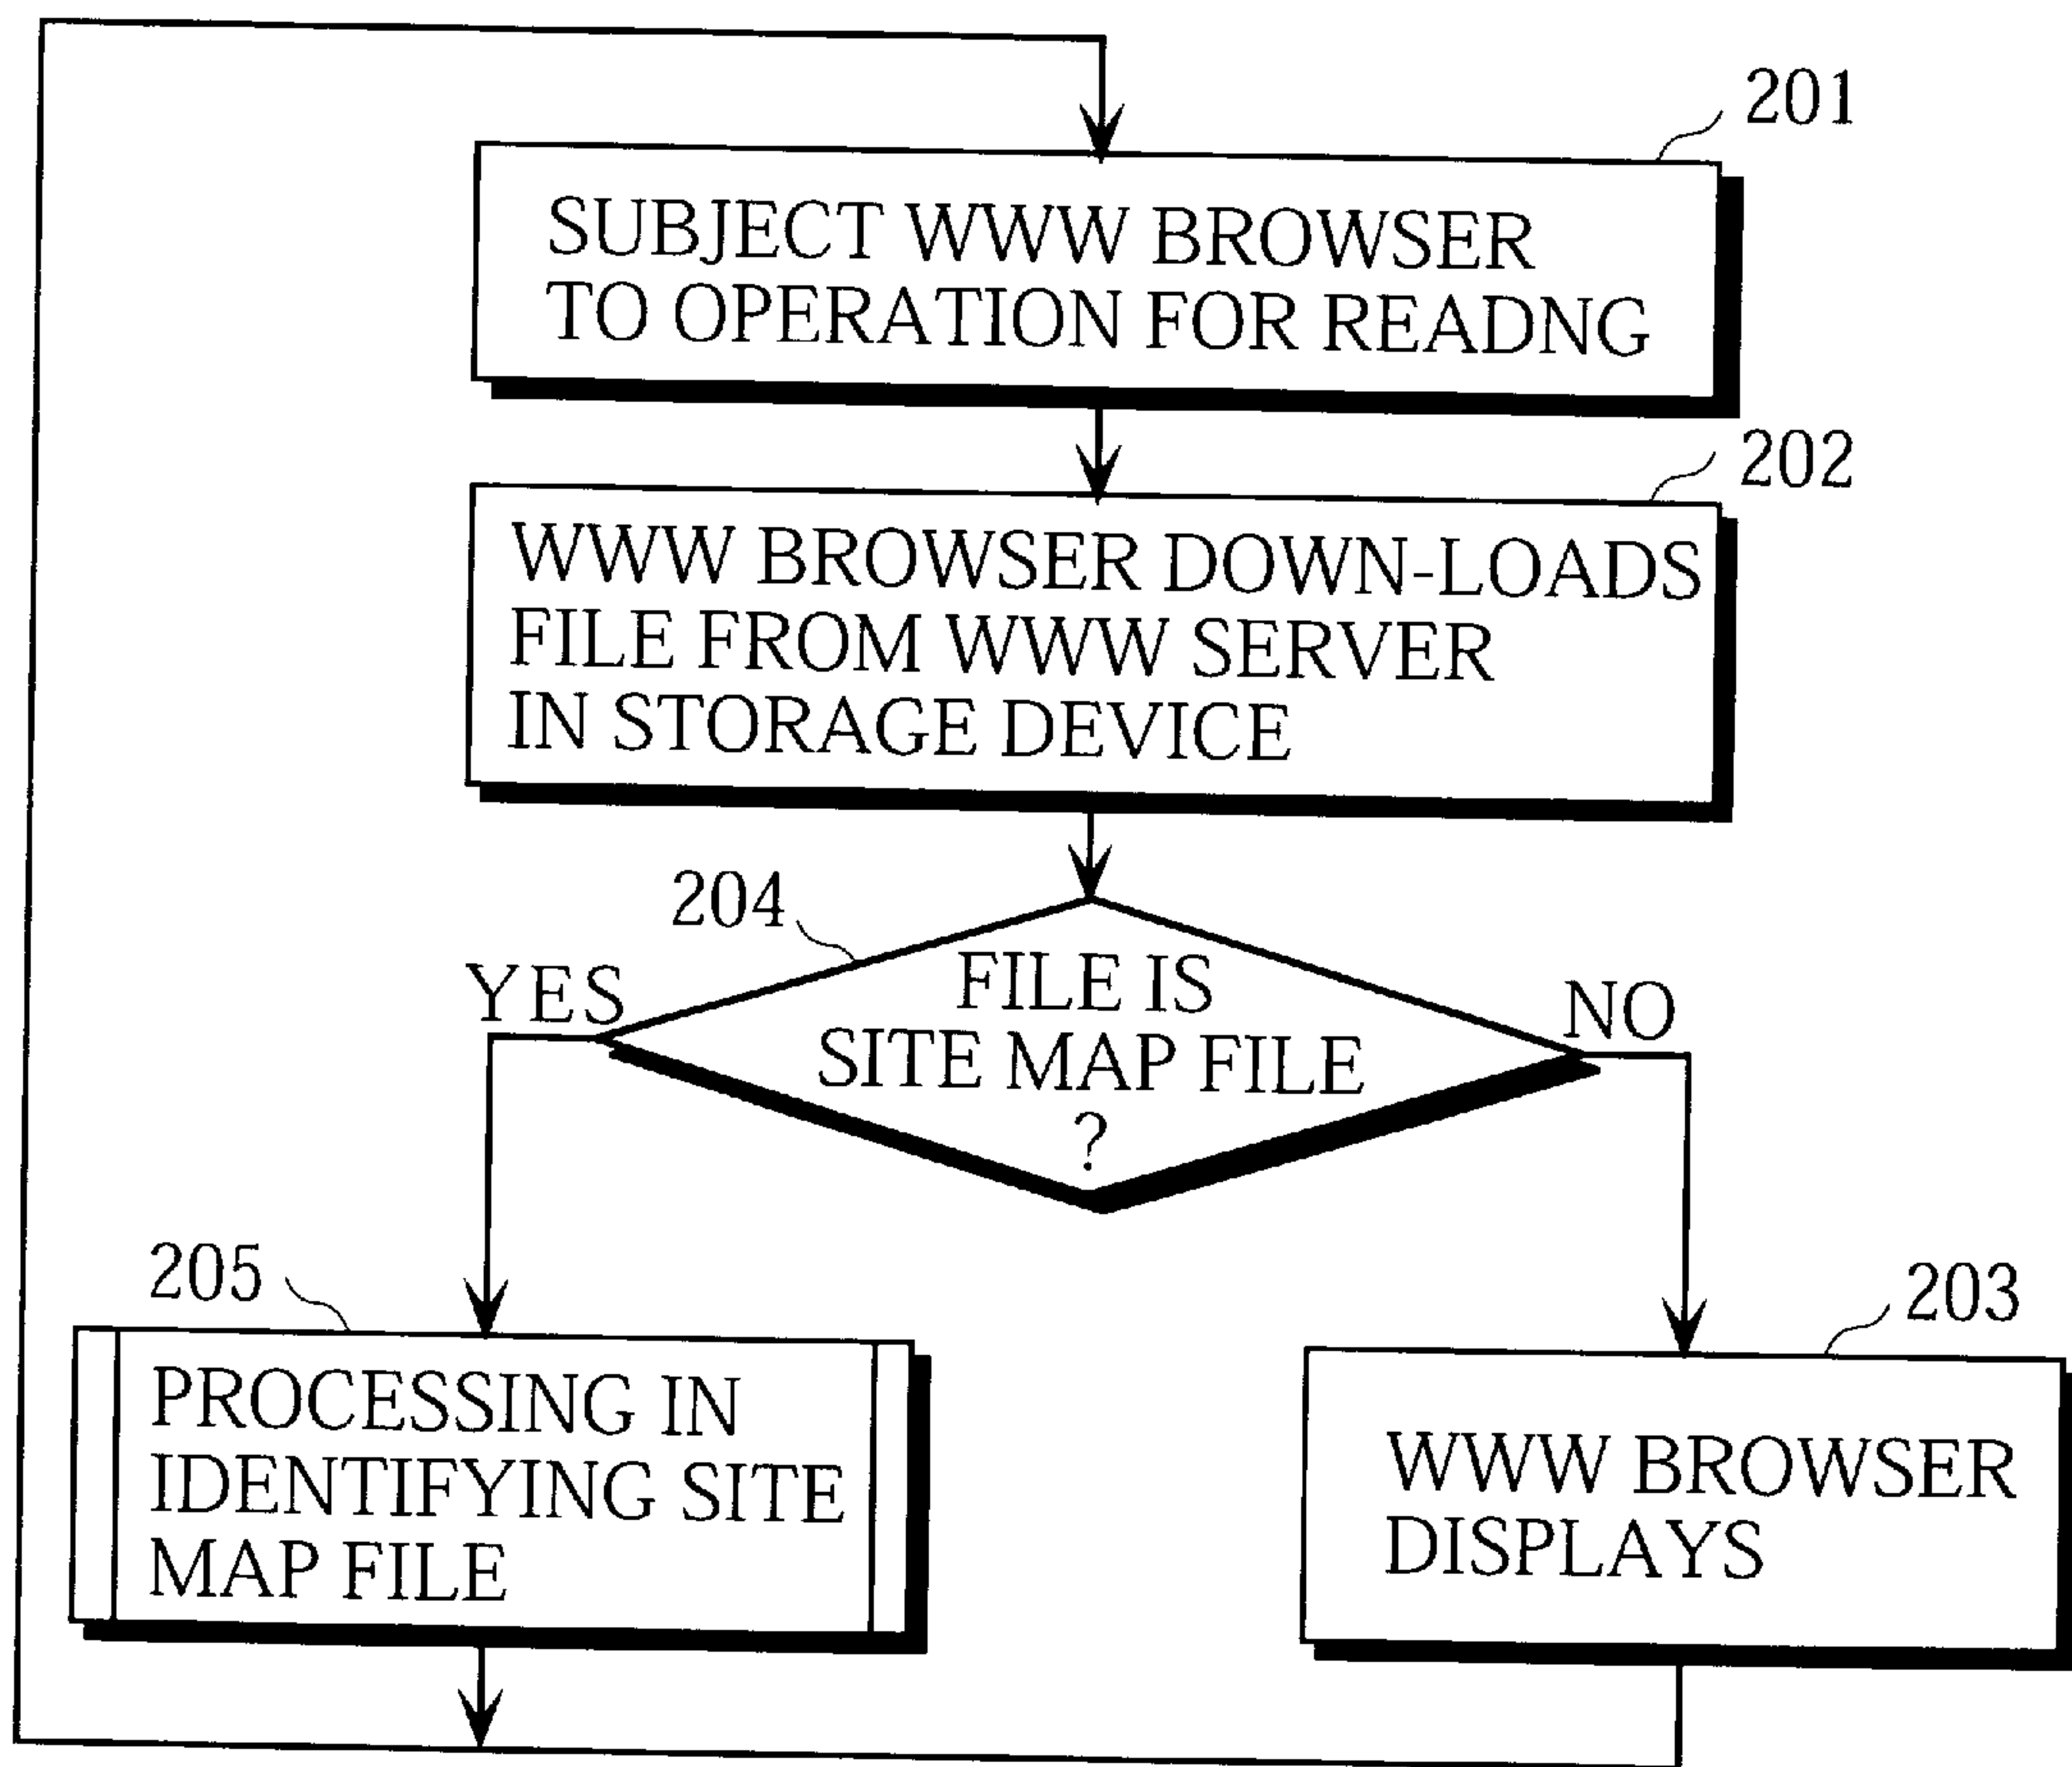 201
SUBJECT WWW BROWSER
TO OPERATION FOR READNG
202
WWW BROWSER DOWN-LOADS
FILE FROM WWW SERVER
IN STORAGE DEVICE
204
YES
FILE IS
SITE MAP FILE
?
NO
205
PROCESSING IN
IDENTIFYING SITE
MAP FILE
203
WWW BROWSER
DISPLAYS